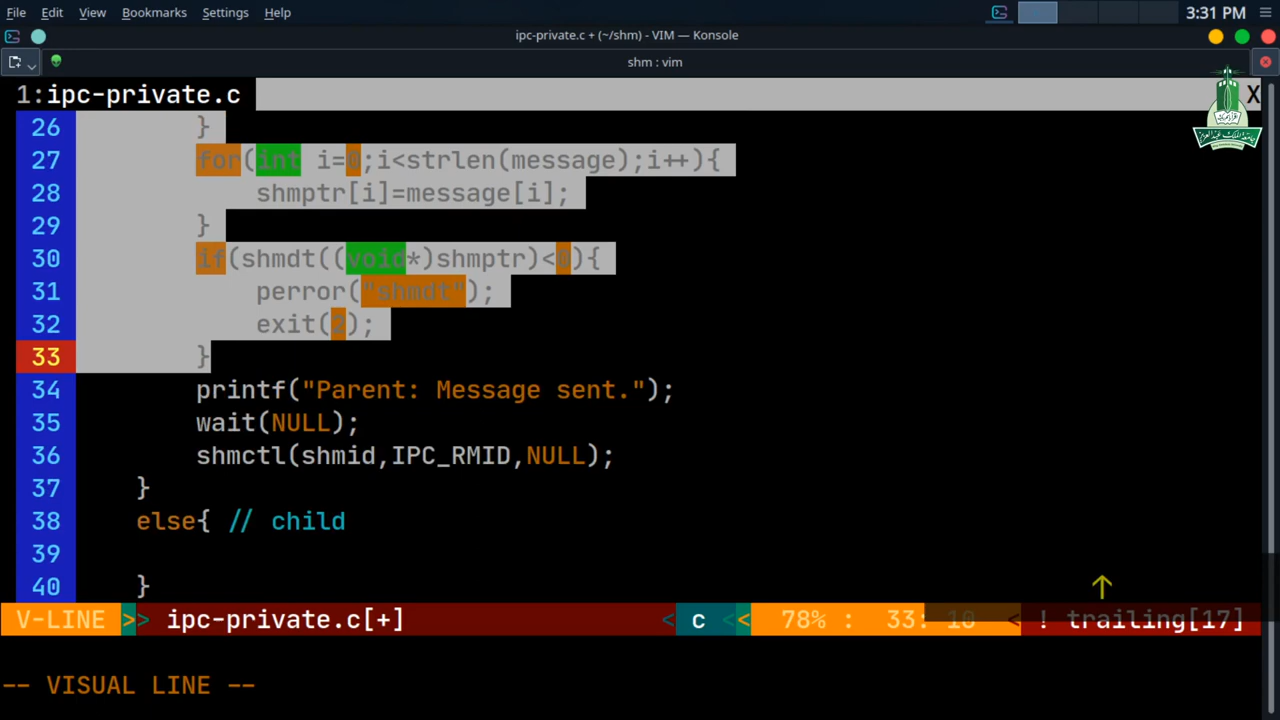 File Edit View Bookmarks Settings Help 3:31 PM
ipc-private.c + (~/shm) - VIM — Konsole
shm : vim
1:ipc-private.c X
26 }
27 for(int i=0;i<strlen(message);i++){
28 shmptr[i]=message[i];
29 }
30 if(shmdt((void*)shmptr)<0){
31 perror("shmdt");
32 exit(2);
33 }
34 printf("Parent: Message sent.");
35 wait(NULL);
36 shmctl(shmid,IPC_RMID,NULL);
37 }
38 else{ // child
39
40 }
V-LINE >> ipc-private.c[+] < c << 78% : 33: 10 < ! trailing[17]
-- VISUAL LINE --